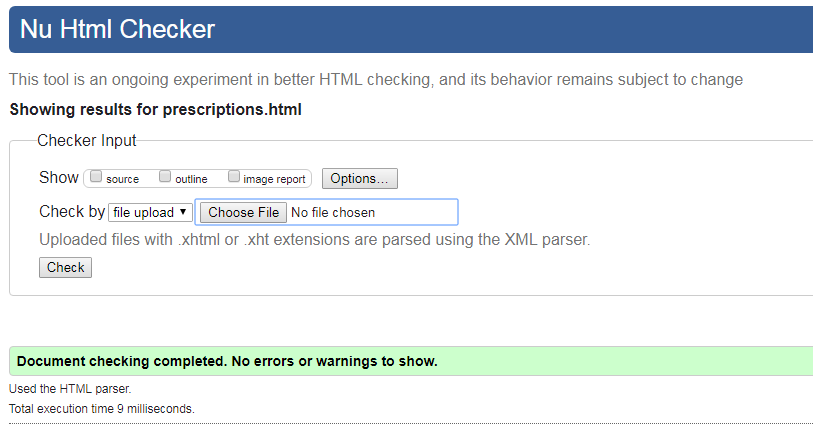 Nu Html Checker
This tool is an ongoing experiment in better HTML checking, and its behavior remains subject to change
Showing results for prescriptions.html
Checker Input
Show source outline image report Options...
Check by file upload Choose File No file chosen
Uploaded files with .xhtml or .xht extensions are parsed using the XML parser.
Check
Document checking completed. No errors or warnings to show.
Used the HTML parser.
Total execution time 9 milliseconds.